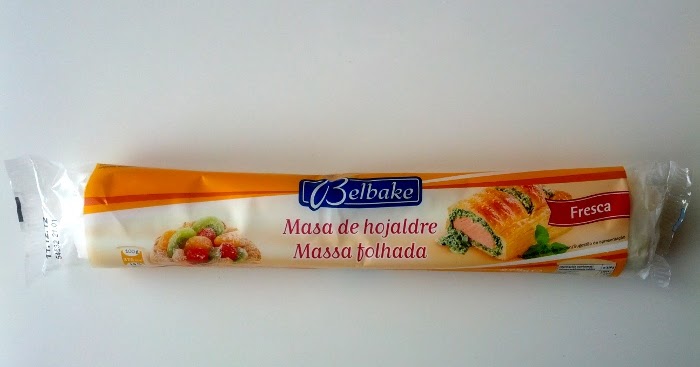 Belbake
Masa de hojaldre
Massa folhada
Fresca